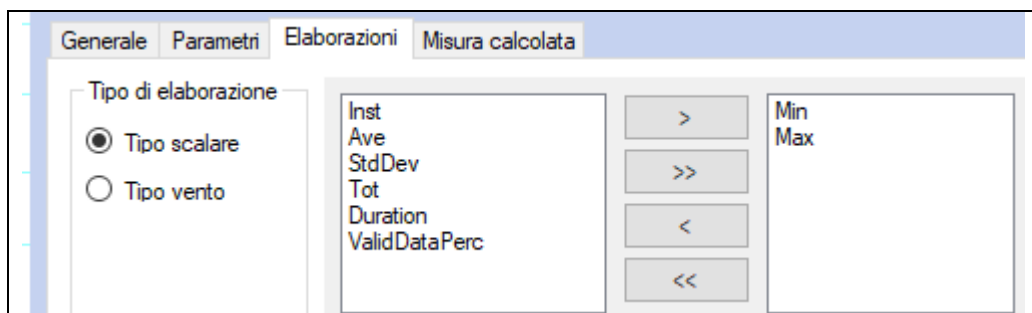 Generale Parametri Elaborazioni Misura calcolata
Tipo di elaborazione
Tipo scalare
Tipo vento
Inst
Ave
StdDev
Tot
Duration
ValidDataPerc
>
>>
<
<<
Min
Max